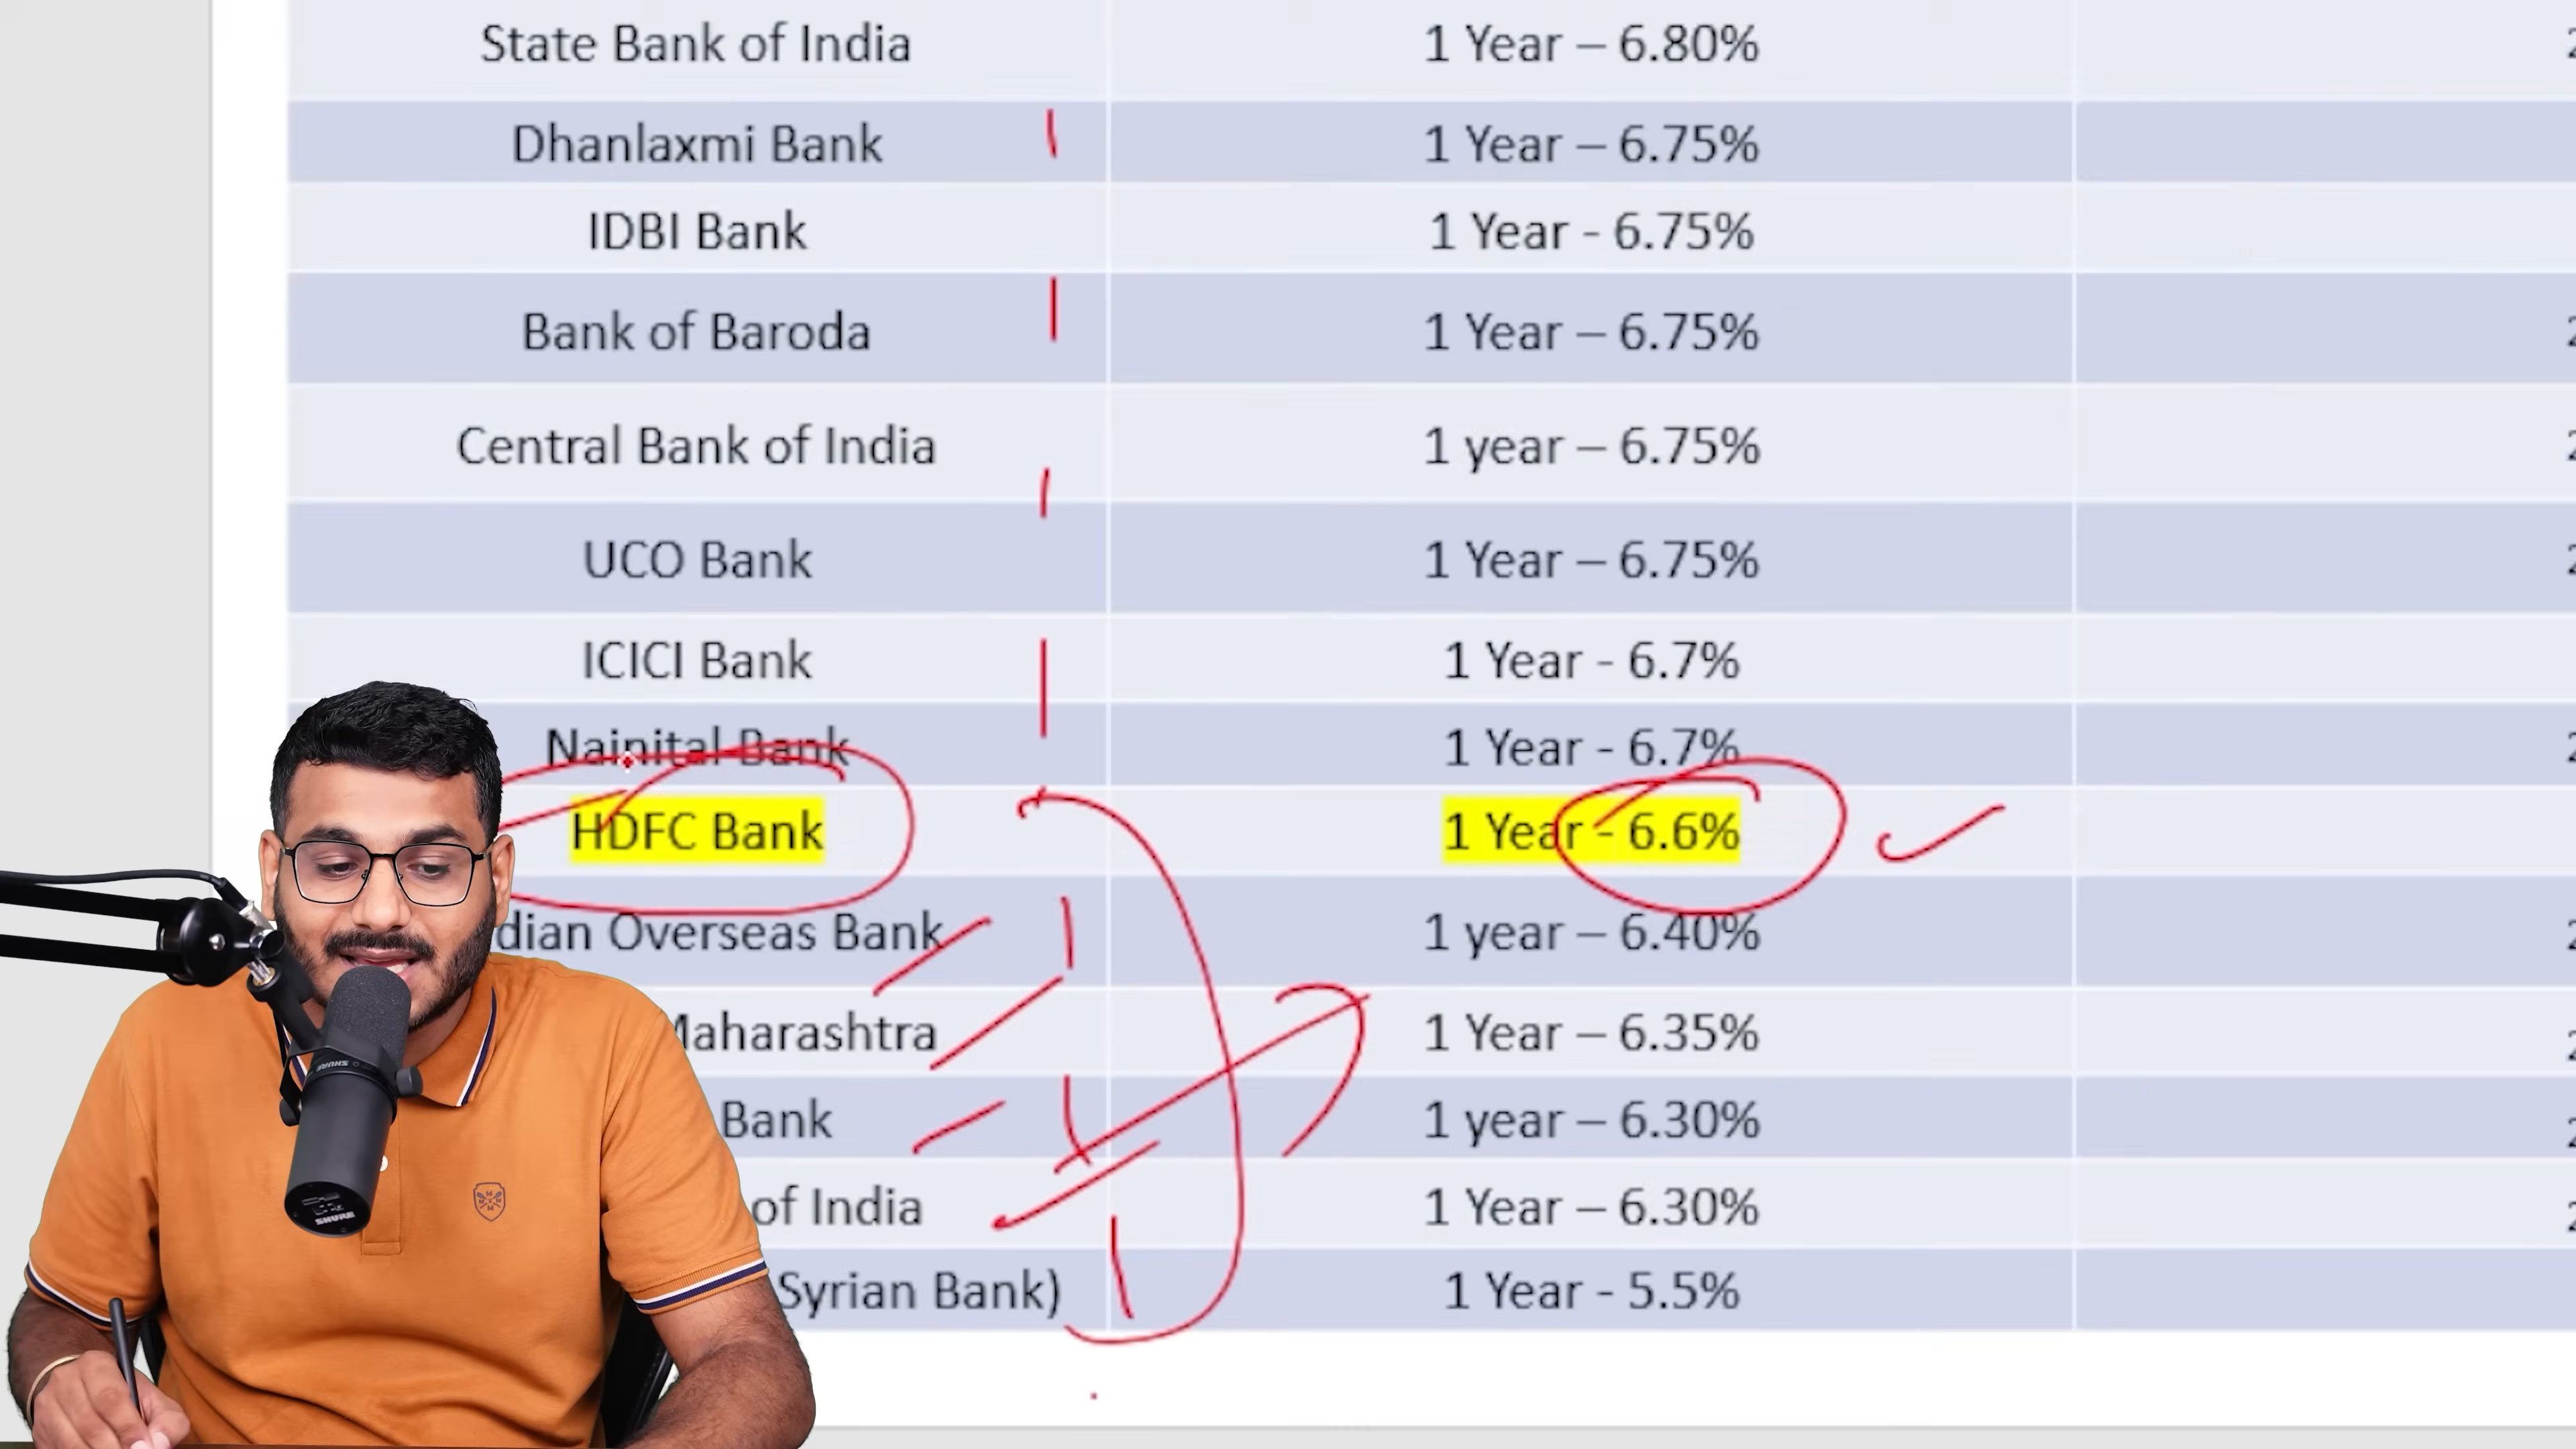 State Bank of India 1 Year – 6.80%
Dhanlaxmi Bank 1 Year – 6.75%
IDBI Bank 1 Year - 6.75%
Bank of Baroda 1 Year – 6.75%
Central Bank of India 1 year – 6.75%
UCO Bank 1 Year – 6.75%
ICICI Bank 1 Year - 6.7%
Nainital Bank 1 Year - 6.7%
HDFC Bank 1 Year - 6.6%
Overseas Bank 1 year – 6.40%
1 Year – 6.35%
Bank 1 year – 6.30%
of India 1 Year – 6.30%
Syrian Bank) 1 Year - 5.5%
SHURE
SHURE